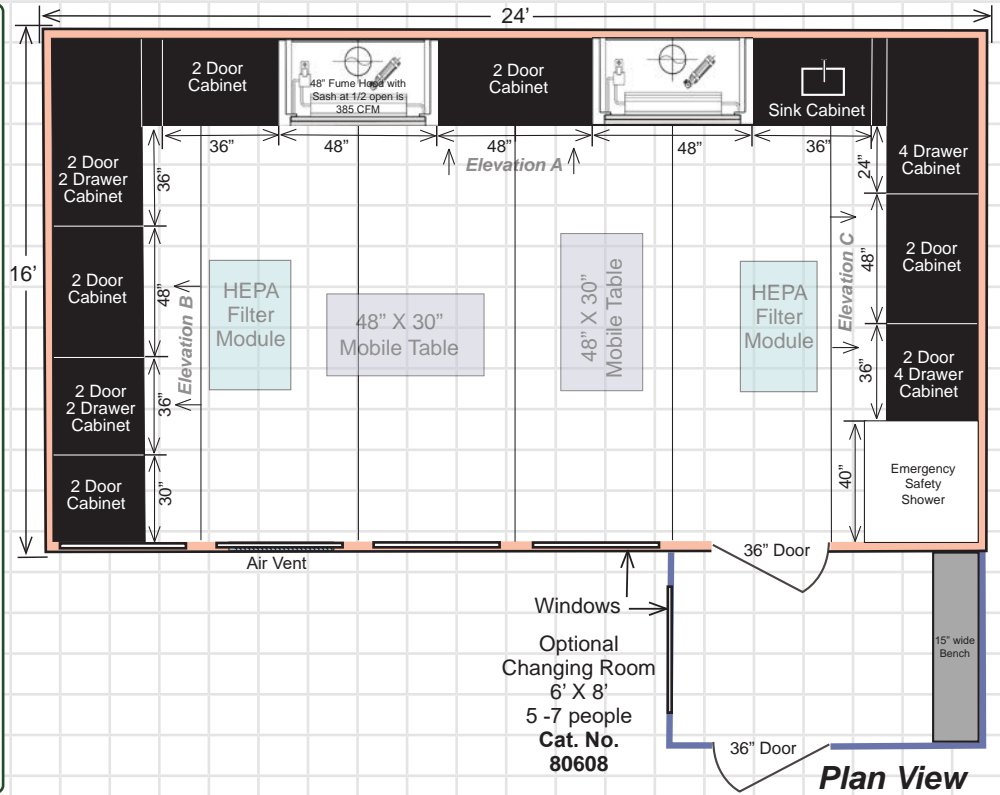 24’
2 Door
Cabinet
48” Fume Hood with
Sash at 1/2 open is
385 CFM
2 Door
Cabinet
Sink Cabinet
36”
48”
48”
48”
36”
Elevation A
2 Door
2 Drawer
Cabinet
36”
24”
4 Drawer
Cabinet
16’
2 Door
Cabinet
48”
Elevation B
HEPA
Filter
Module
48” X 30”
Mobile Table
48” X 30”
Mobile Table
HEPA
Filter
Module
Elevation C
48”
2 Door
Cabinet
2 Door
2 Drawer
Cabinet
36”
36”
2 Door
4 Drawer
Cabinet
2 Door
Cabinet
30”
40”
Emergency
Safety
Shower
Air Vent
36” Door
Windows
Optional
Changing Room
6’ X 8’
5 -7 people
Cat. No.
80608
15” wide
Bench
36” Door
Plan View